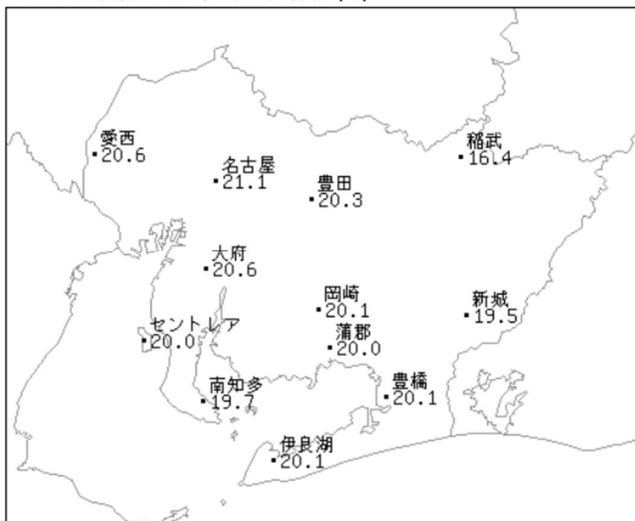 愛西
20.6
稲武
16.4
名古屋
21.1
豊田
20.3
大府
20.6
岡崎
20.1
新城
19.5
セントレア
20.0
蒲郡
20.0
南知多
19.7
豊橋
20.1
伊良湖
20.1